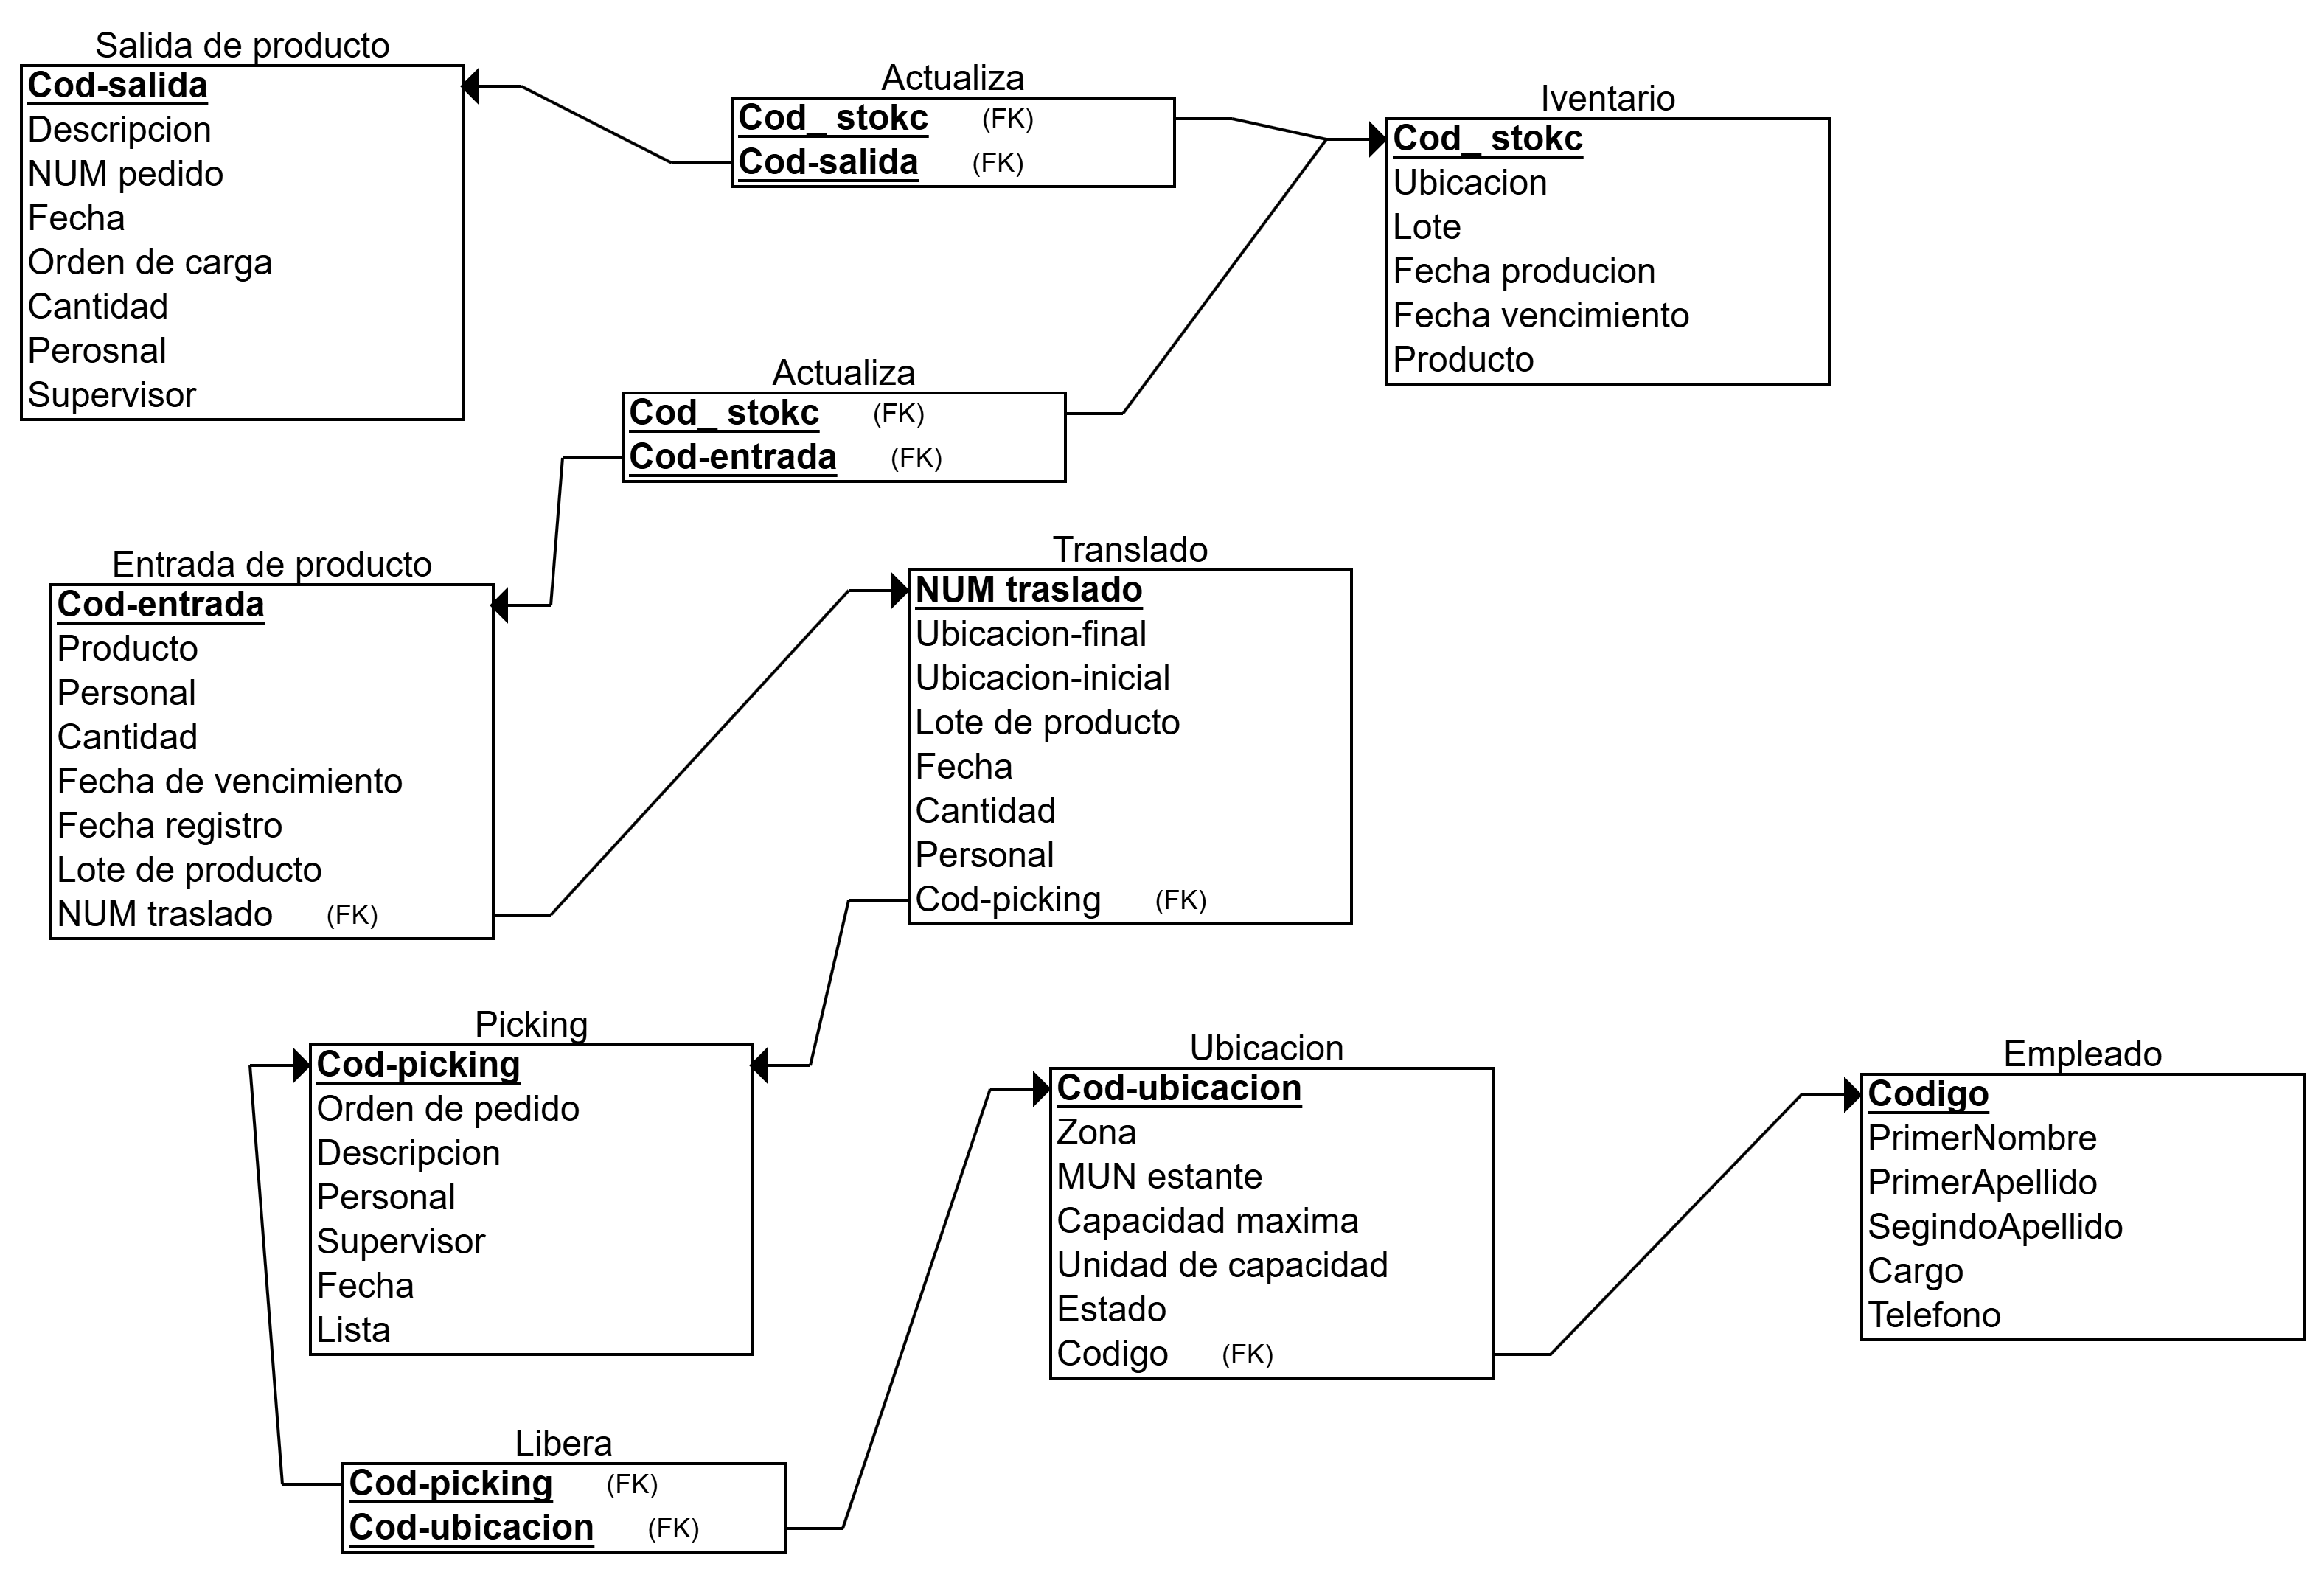 Salida de producto
Cod-salida
Descripcion
NUM pedido
Fecha
Orden de carga
Cantidad
Perosnal
Supervisor
Actualiza
Cod_ stokc (FK)
Cod-salida (FK)
Iventario
Cod_ stokc
Ubicacion
Lote
Fecha producion
Fecha vencimiento
Producto
Actualiza
Cod_ stokc (FK)
Cod-entrada (FK)
Entrada de producto
Cod-entrada
Producto
Personal
Cantidad
Fecha de vencimiento
Fecha registro
Lote de producto
NUM traslado (FK)
Translado
NUM traslado
Ubicacion-final
Ubicacion-inicial
Lote de producto
Fecha
Cantidad
Personal
Cod-picking (FK)
Picking
Cod-picking
Orden de pedido
Descripcion
Personal
Supervisor
Fecha
Lista
Ubicacion
Cod-ubicacion
Zona
MUN estante
Capacidad maxima
Unidad de capacidad
Estado
Codigo (FK)
Empleado
Codigo
PrimerNombre
PrimerApellido
SegindoApellido
Cargo
Telefono
Libera
Cod-picking (FK)
Cod-ubicacion (FK)